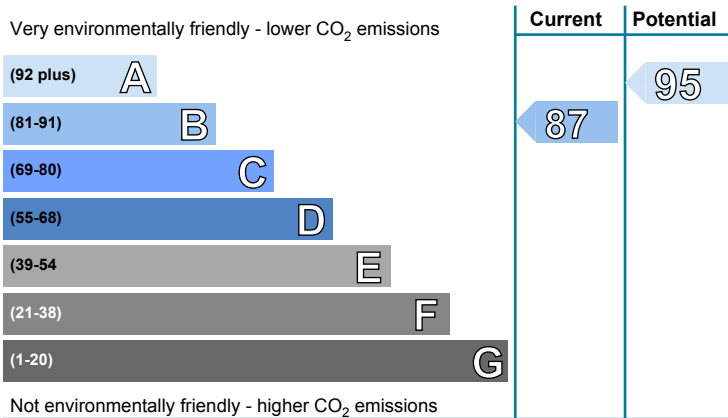 Very environmentally friendly - lower CO2 emissions
Current
Potential
(92 plus) A
(81-91) B
(69-80) C
(55-68) D
(39-54 E
(21-38) F
(1-20) G
87
95
Not environmentally friendly - higher CO2 emissions